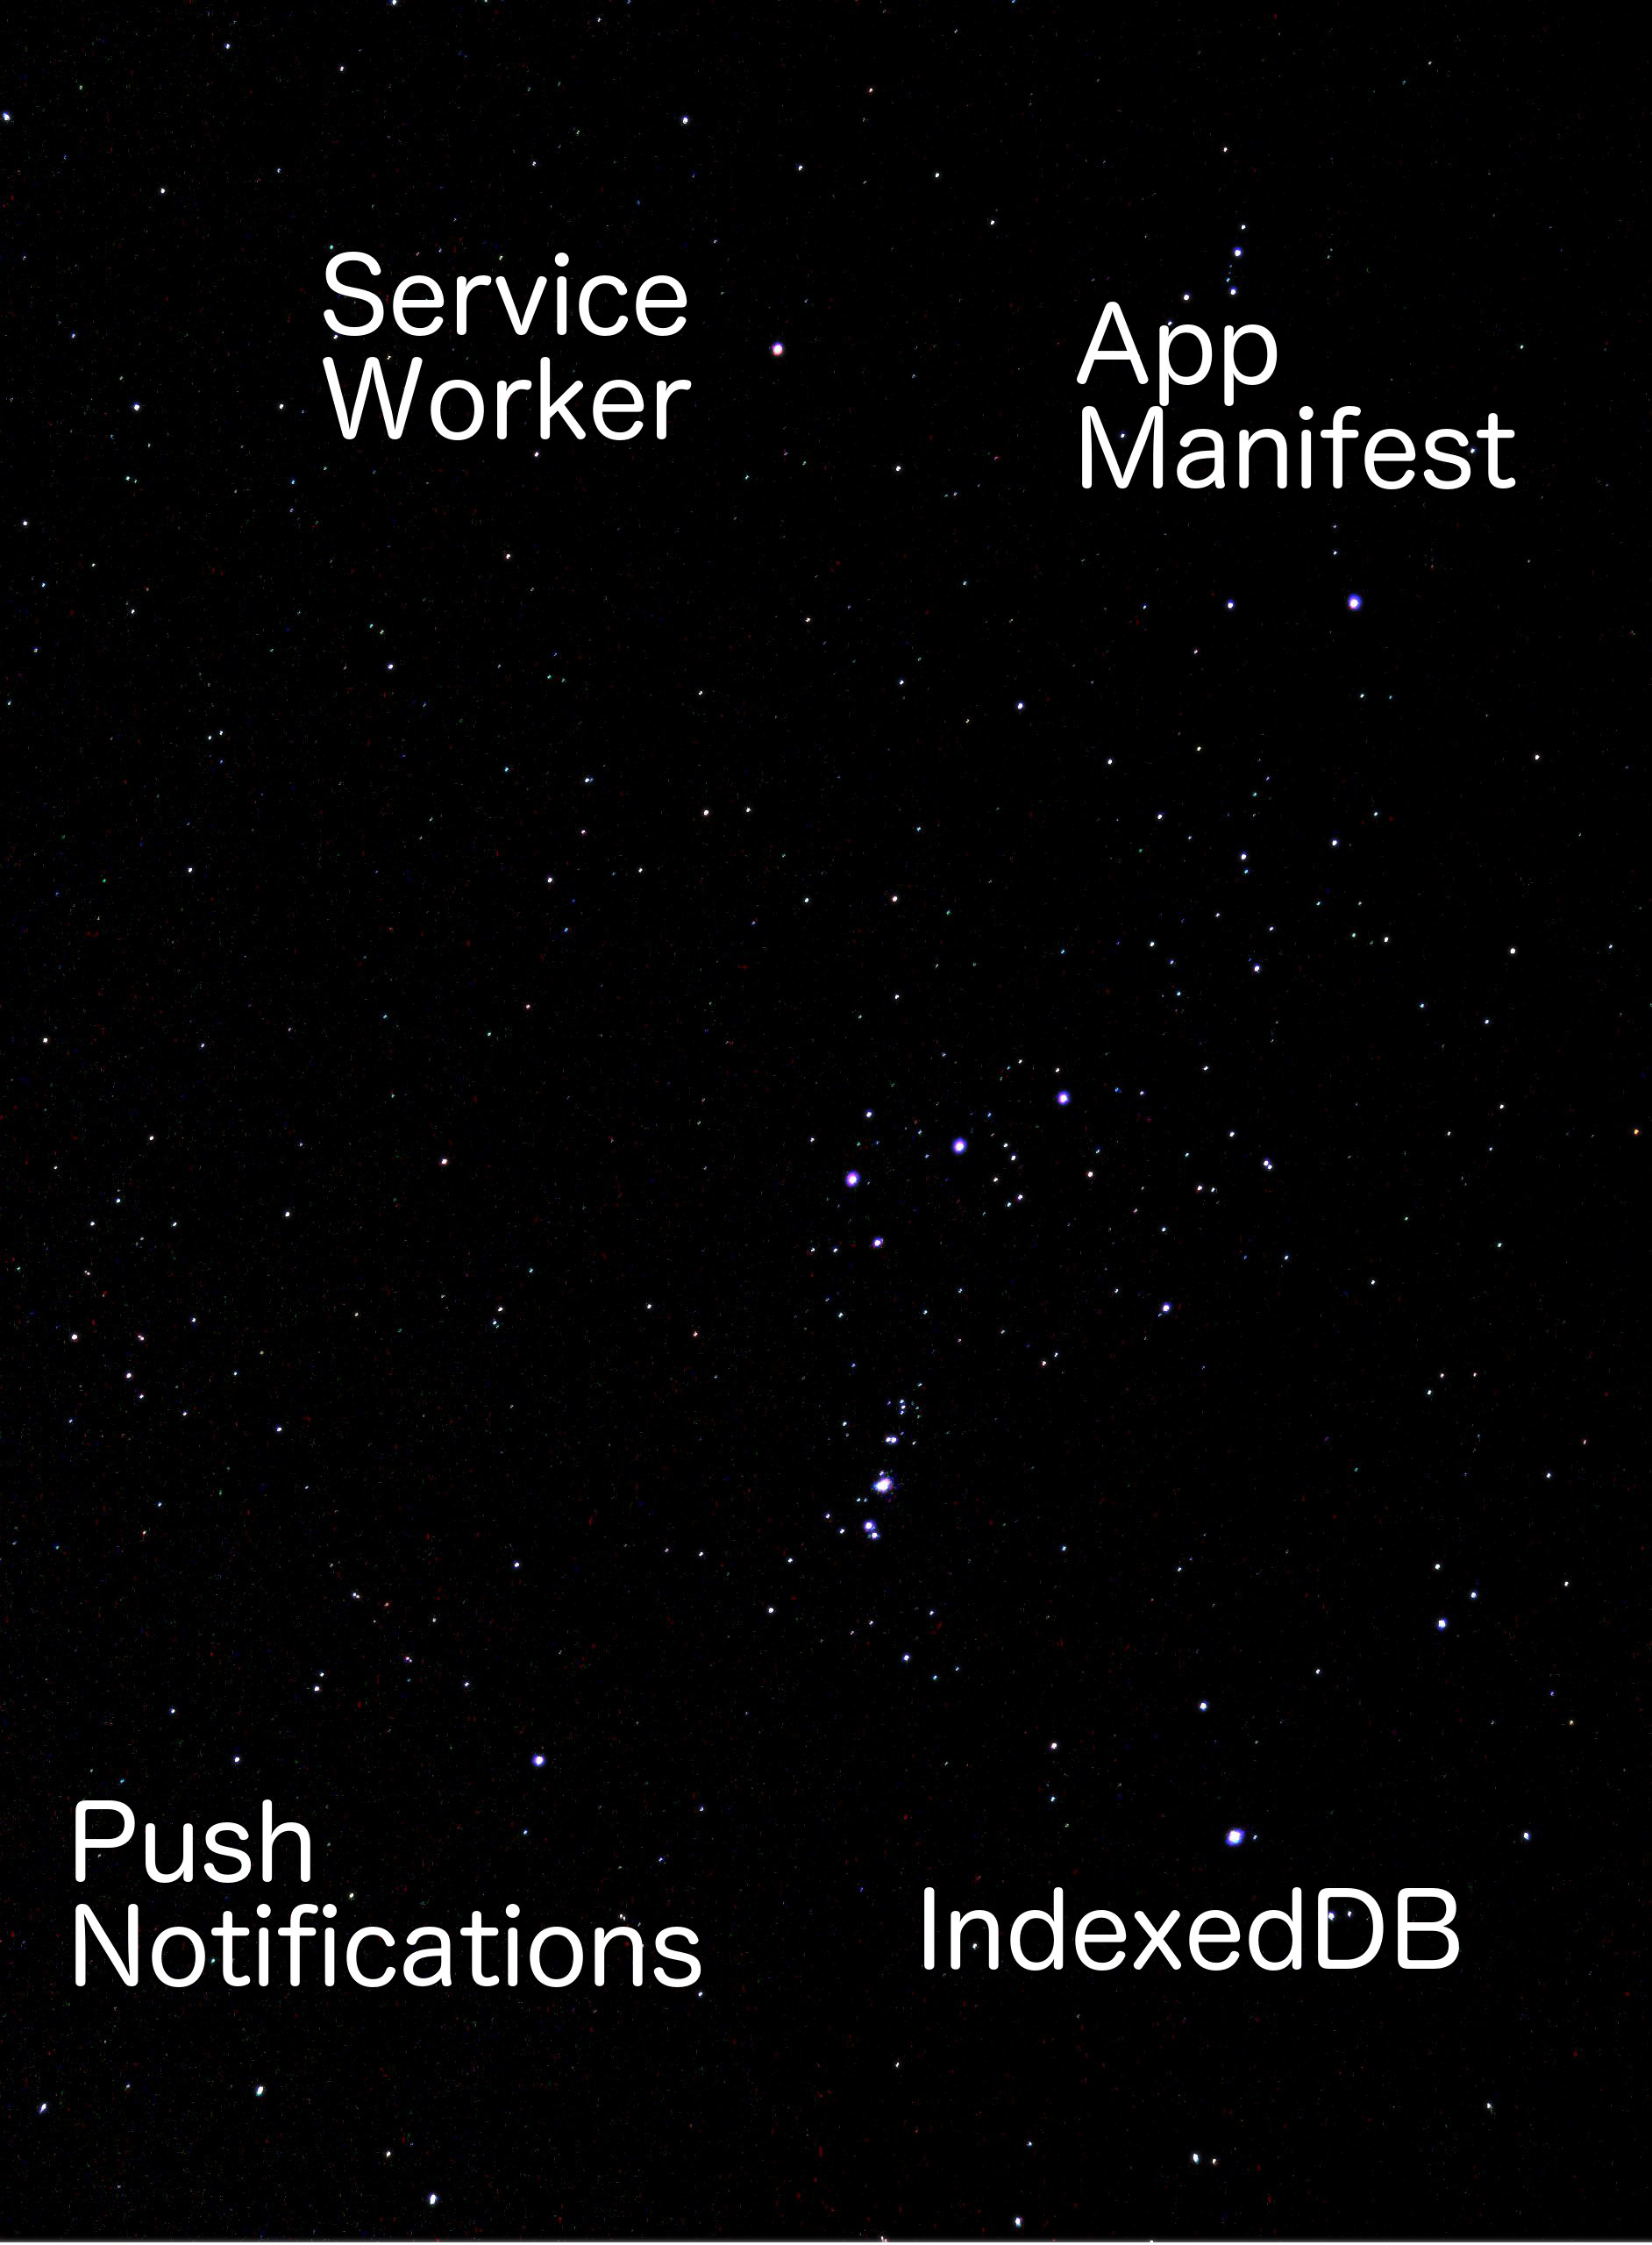 Service
Worker
App
Manifest
Push
Notifications
IndexedDB